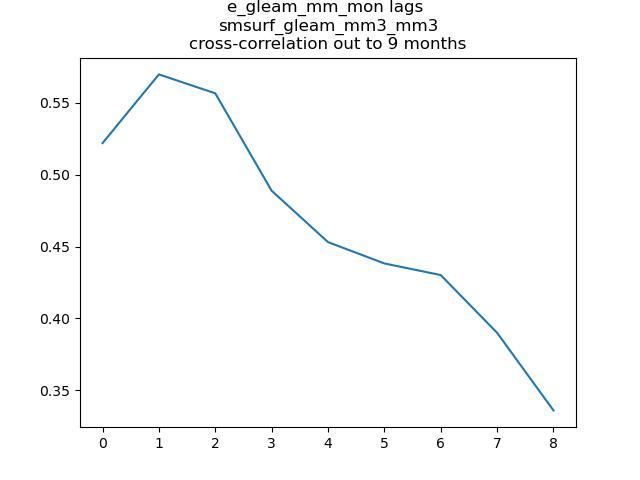 e_gleam_mm_mon lags
smsurf_gleam_mm3_mm3
cross-correlation out to 9 months
0.55
0.50
0.45
0.40
0.35
0 1 2 3 4 5 6 7 8